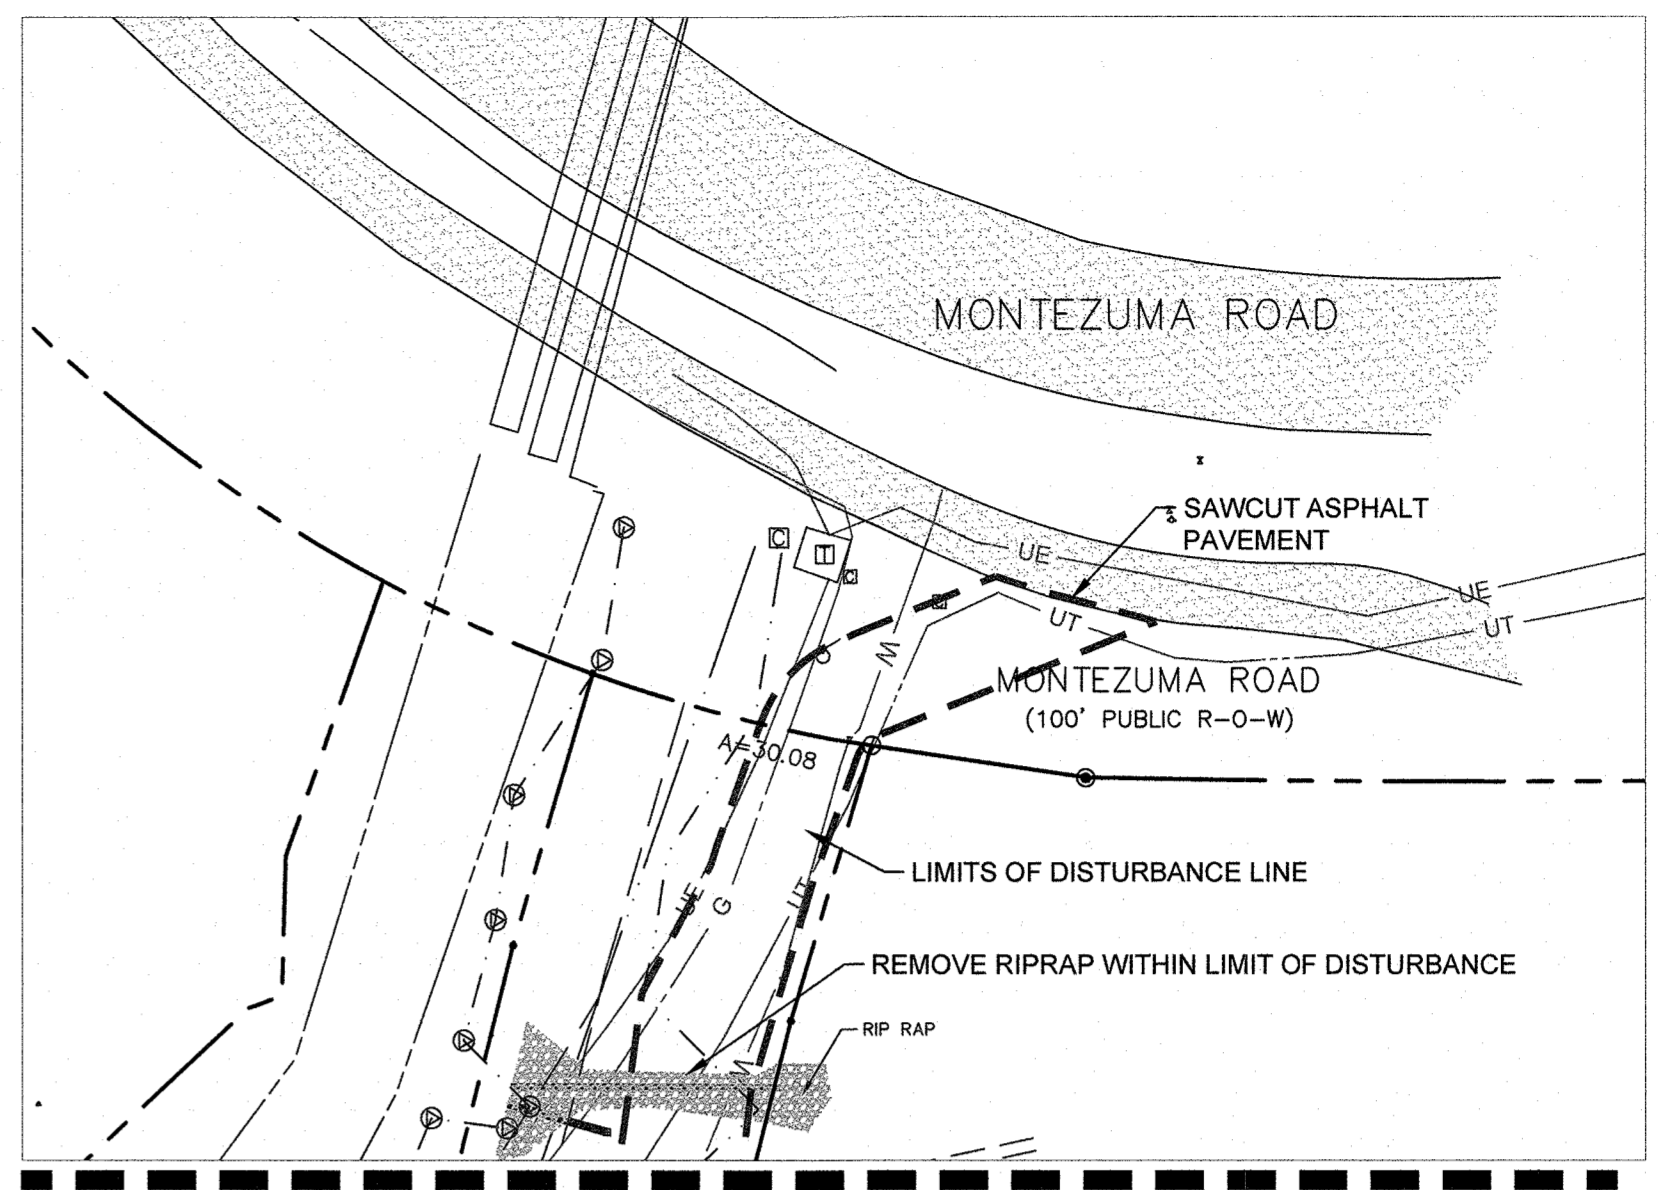 MONTEZUMA ROAD
SAWCUT ASPHALT
PAVEMENT
C
T
C
UE
UE
UT
UT
W
MONTEZUMA ROAD
(100' PUBLIC R-O-W)
A=30.08
LIMITS OF DISTURBANCE LINE
UE
G
UT
REMOVE RIPRAP WITHIN LIMIT OF DISTURBANCE
RIP RAP
W